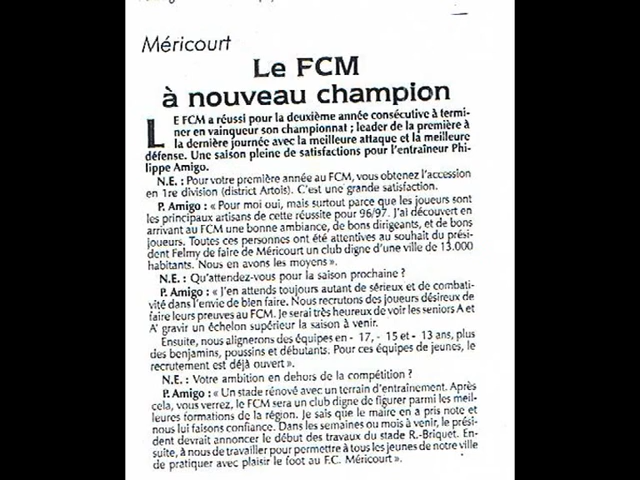 Méricourt
Le FCM
à nouveau champion
LE FCM a réussi pour la deuxième année consécutive à termi-
ner en vainqueur son championnat ; leader de la première à
la dernière journée avec la meilleure attaque et la meilleure
défense. Une saison pleine de satisfactions pour l'entraîneur Phi-
lippe Amigo.
N.E. : Pour votre première année au FCM, vous obtenez l'accession
en 1re division (district Artois). C'est une grande satisfaction.
P. Amigo : « Pour moi oui, mais surtout parce que les joueurs sont
les principaux artisans de cette réussite pour 96/97. J'ai découvert en
arrivant au FCM une bonne ambiance, de bons dirigeants, et de bons
joueurs. Toutes ces personnes ont été attentives au souhait du prési-
dent Felmy de faire de Méricourt un club digne d'une ville de 13.000
habitants. Nous en avons les moyens ».
N.E. : Qu'attendez-vous pour la saison prochaine ?
P. Amigo : « J'en attends toujours autant de sérieux et de combati-
vité dans l'envie de bien faire. Nous recrutons des joueurs désireux de
faire leurs preuves au FCM. Je serai très heureux de voir les seniors A et
A' gravir un échelon supérieur la saison à venir.
Ensuite, nous alignerons des équipes en - 17, - 15 et - 13 ans, plus
des benjamins, poussins et débutants. Pour ces équipes de jeunes, le
recrutement est déjà ouvert ».
N.E. : Votre ambition en dehors de la compétition ?
P. Amigo : « Un stade rénové avec un terrain d'entraînement. Après
cela, vous verrez, le FCM sera un club digne de figurer parmi les meil-
leures formations de la région. Je sais que le maire en a pris note et
nous lui faisons confiance. Dans les semaines ou mois à venir, le prési-
dent devrait annoncer le début des travaux du stade R.-Briquet. En-
suite, à nous de travailler pour permettre à tous les jeunes de notre ville
de pratiquer avec plaisir le foot au F.C. Méricourt ».